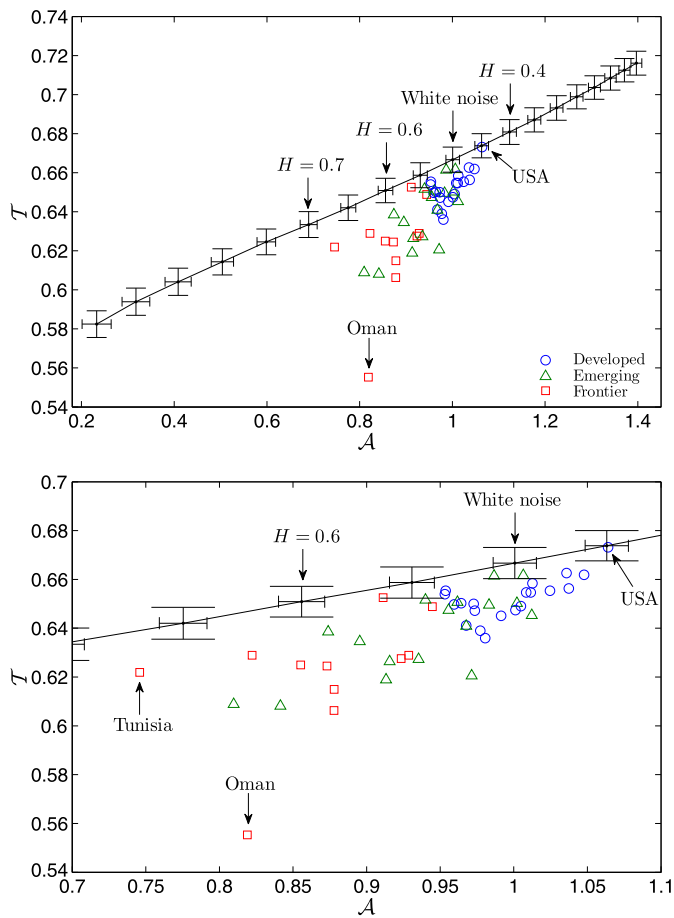 0.74
0.72
0.7
0.68
0.66
0.64
0.62
0.6
0.58
0.56
0.54
𝒯
H = 0.4
White noise
H = 0.6
H = 0.7
USA
Oman
Developed
Emerging
Frontier
0.2 0.4 0.6 0.8 1 1.2 1.4
𝒜
0.7
0.68
0.66
0.64
0.62
0.6
0.58
0.56
0.54
𝒯
White noise
H = 0.6
USA
Tunisia
Oman
0.7 0.75 0.8 0.85 0.9 0.95 1 1.05 1.1
𝒜